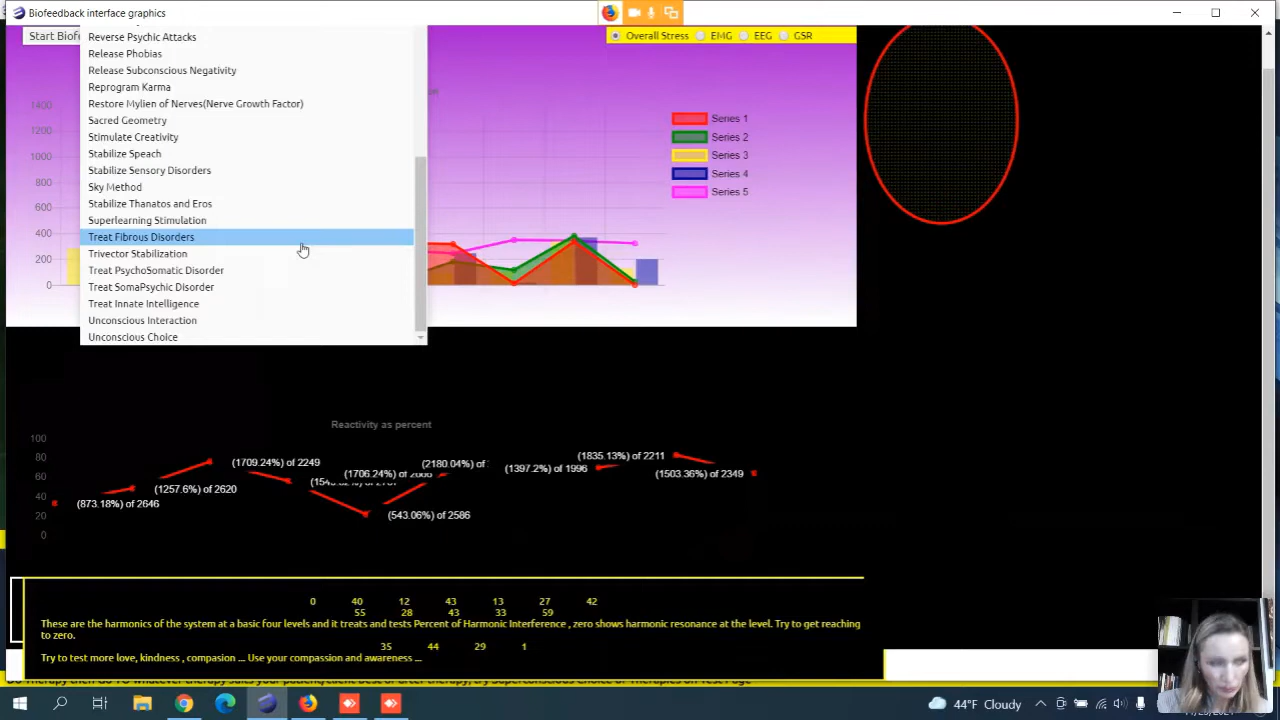 Biofeedback interface graphics
Start Biofe
Reverse Psychic Attacks
Release Phobias
Release Subconscious Negativity
Reprogram Karma
Restore Mylien of Nerves(Nerve Growth Factor)
Sacred Geometry
Stimulate Creativity
Stabilize Speach
Stabilize Sensory Disorders
Sky Method
Stabilize Thanatos and Eros
Superlearning Stimulation
Treat Fibrous Disorders
Trivector Stabilization
Treat PsychoSomatic Disorder
Treat SomaPsychic Disorder
Treat Innate Intelligence
Unconscious Interaction
Unconscious Choice
Overall Stress EMG EEG GSR
1400
1200
1000
800
600
400
200
0
Series 1
Series 2
Series 3
Series 4
Series 5
Reactivity as percent
100
80
60
40
20
0
(873.18%) of 2646
(1257.6%) of 2620
(1709.24%) of 2249
(1706.24%) of
(543.06%) of 2586
(2180.04%) of
(1397.2%) of 1996
(1835.13%) of 2211
(1503.36%) of 2349
0 40 12 43 13 27 42
55 28 43 33 59
These are the harmonics of the system at a basic four levels and it treats and tests Percent of Harmonic Interference , zero shows harmonic resonance at the level. Try to get reaching
to zero.
35 44 29 1
Try to test more love, kindness , compasion ... Use your compassion and awareness ...
44°F Cloudy